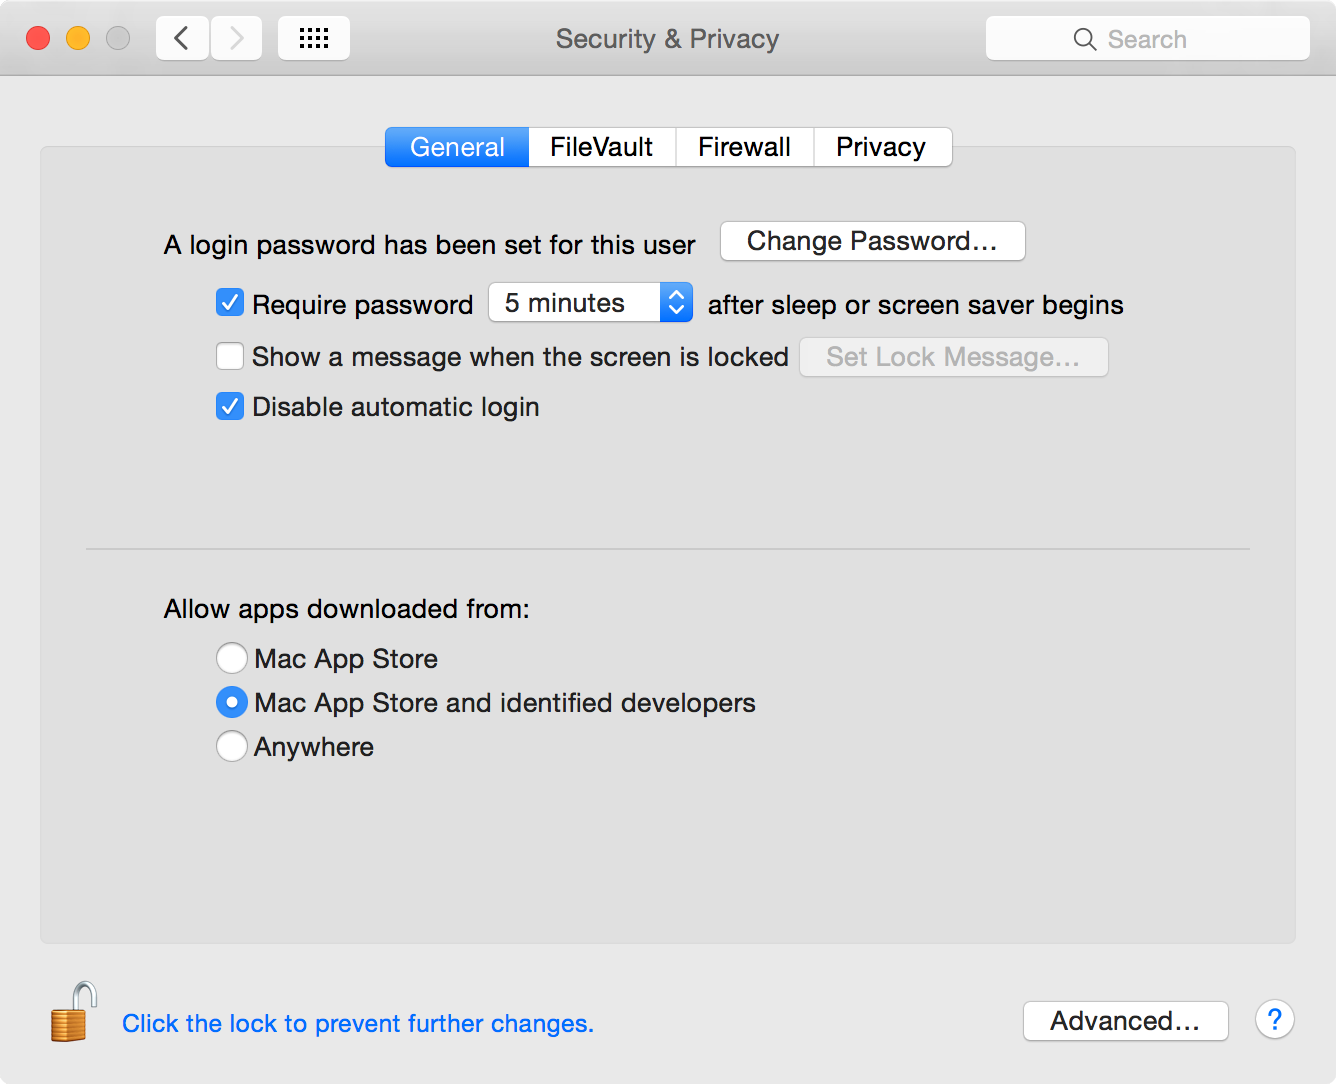 Security & Privacy
Search
General FileVault Firewall Privacy
A login password has been set for this user Change Password...
Require password 5 minutes after sleep or screen saver begins
Show a message when the screen is locked Set Lock Message...
Disable automatic login
Allow apps downloaded from:
Mac App Store
Mac App Store and identified developers
Anywhere
Click the lock to prevent further changes.
Advanced... ?